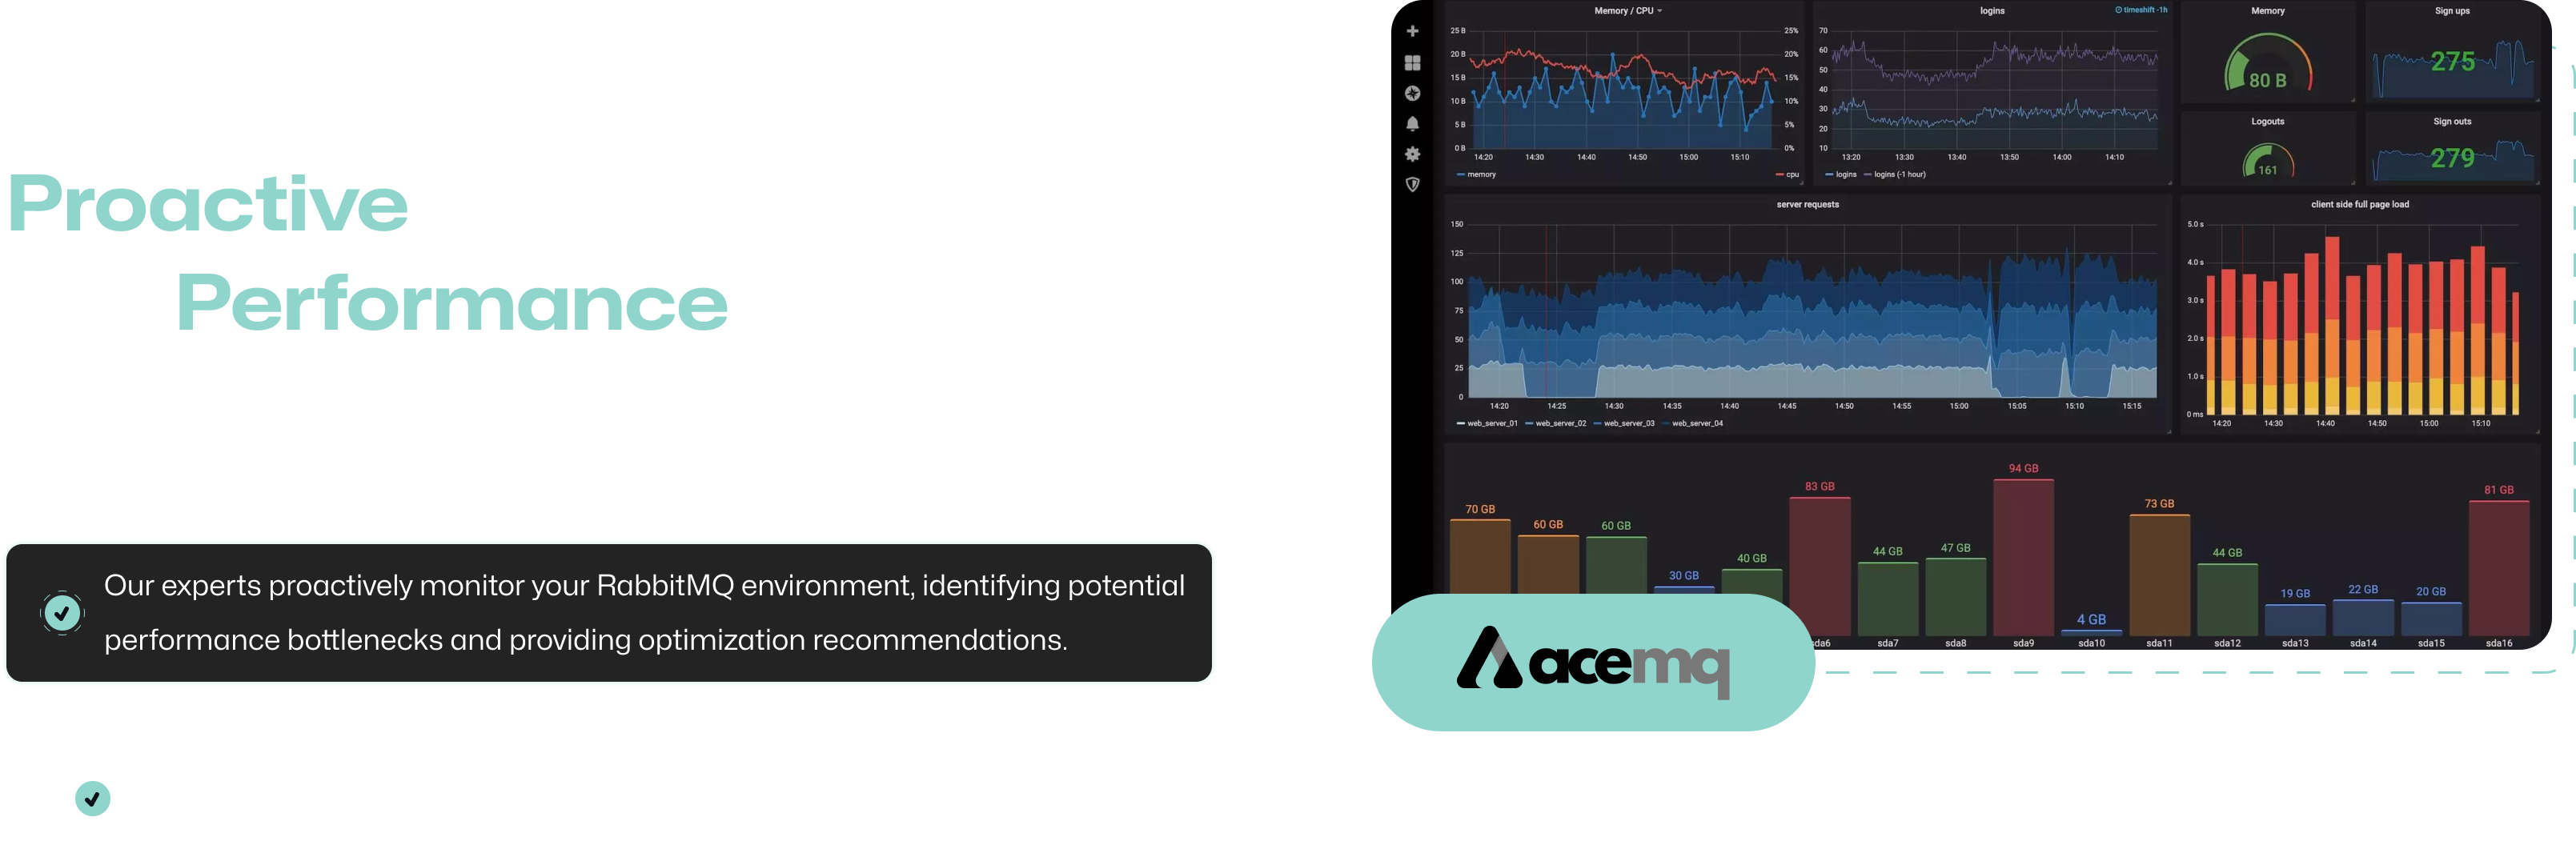 Proactive
Performance
Our experts proactively monitor your RabbitMQ environment, identifying potential
performance bottlenecks and providing optimization recommendations.
Memory / CPU
25 B
20 B
15 B
10 B
5 B
0 B
25%
20%
15%
10%
5%
0%
14:20 14:30 14:40 14:50 15:00 15:10
memory cpu
logins
timeshift -1h
70
60
50
40
30
20
10
13:20 13:30 13:40 13:50 14:00 14:10
logins logins (-1 hour)
Memory
80 B
Sign ups
275
Logouts
161
Sign outs
279
server requests
150
125
100
75
50
25
0
14:20 14:25 14:30 14:35 14:40 14:45 14:50 14:55 15:00 15:05 15:10 15:15
web_server_01 web_server_02 web_server_03 web_server_04
client side full page load
5.0 s
4.0 s
3.0 s
2.0 s
1.0 s
0 ms
14:20 14:30 14:40 14:50 15:00 15:10
70 GB 60 GB 60 GB 30 GB 40 GB 83 GB 44 GB 47 GB 94 GB 4 GB 73 GB 44 GB 19 GB 22 GB 20 GB 81 GB
sda6 sda7 sda8 sda9 sda10 sda11 sda12 sda13 sda14 sda15 sda16
acemq